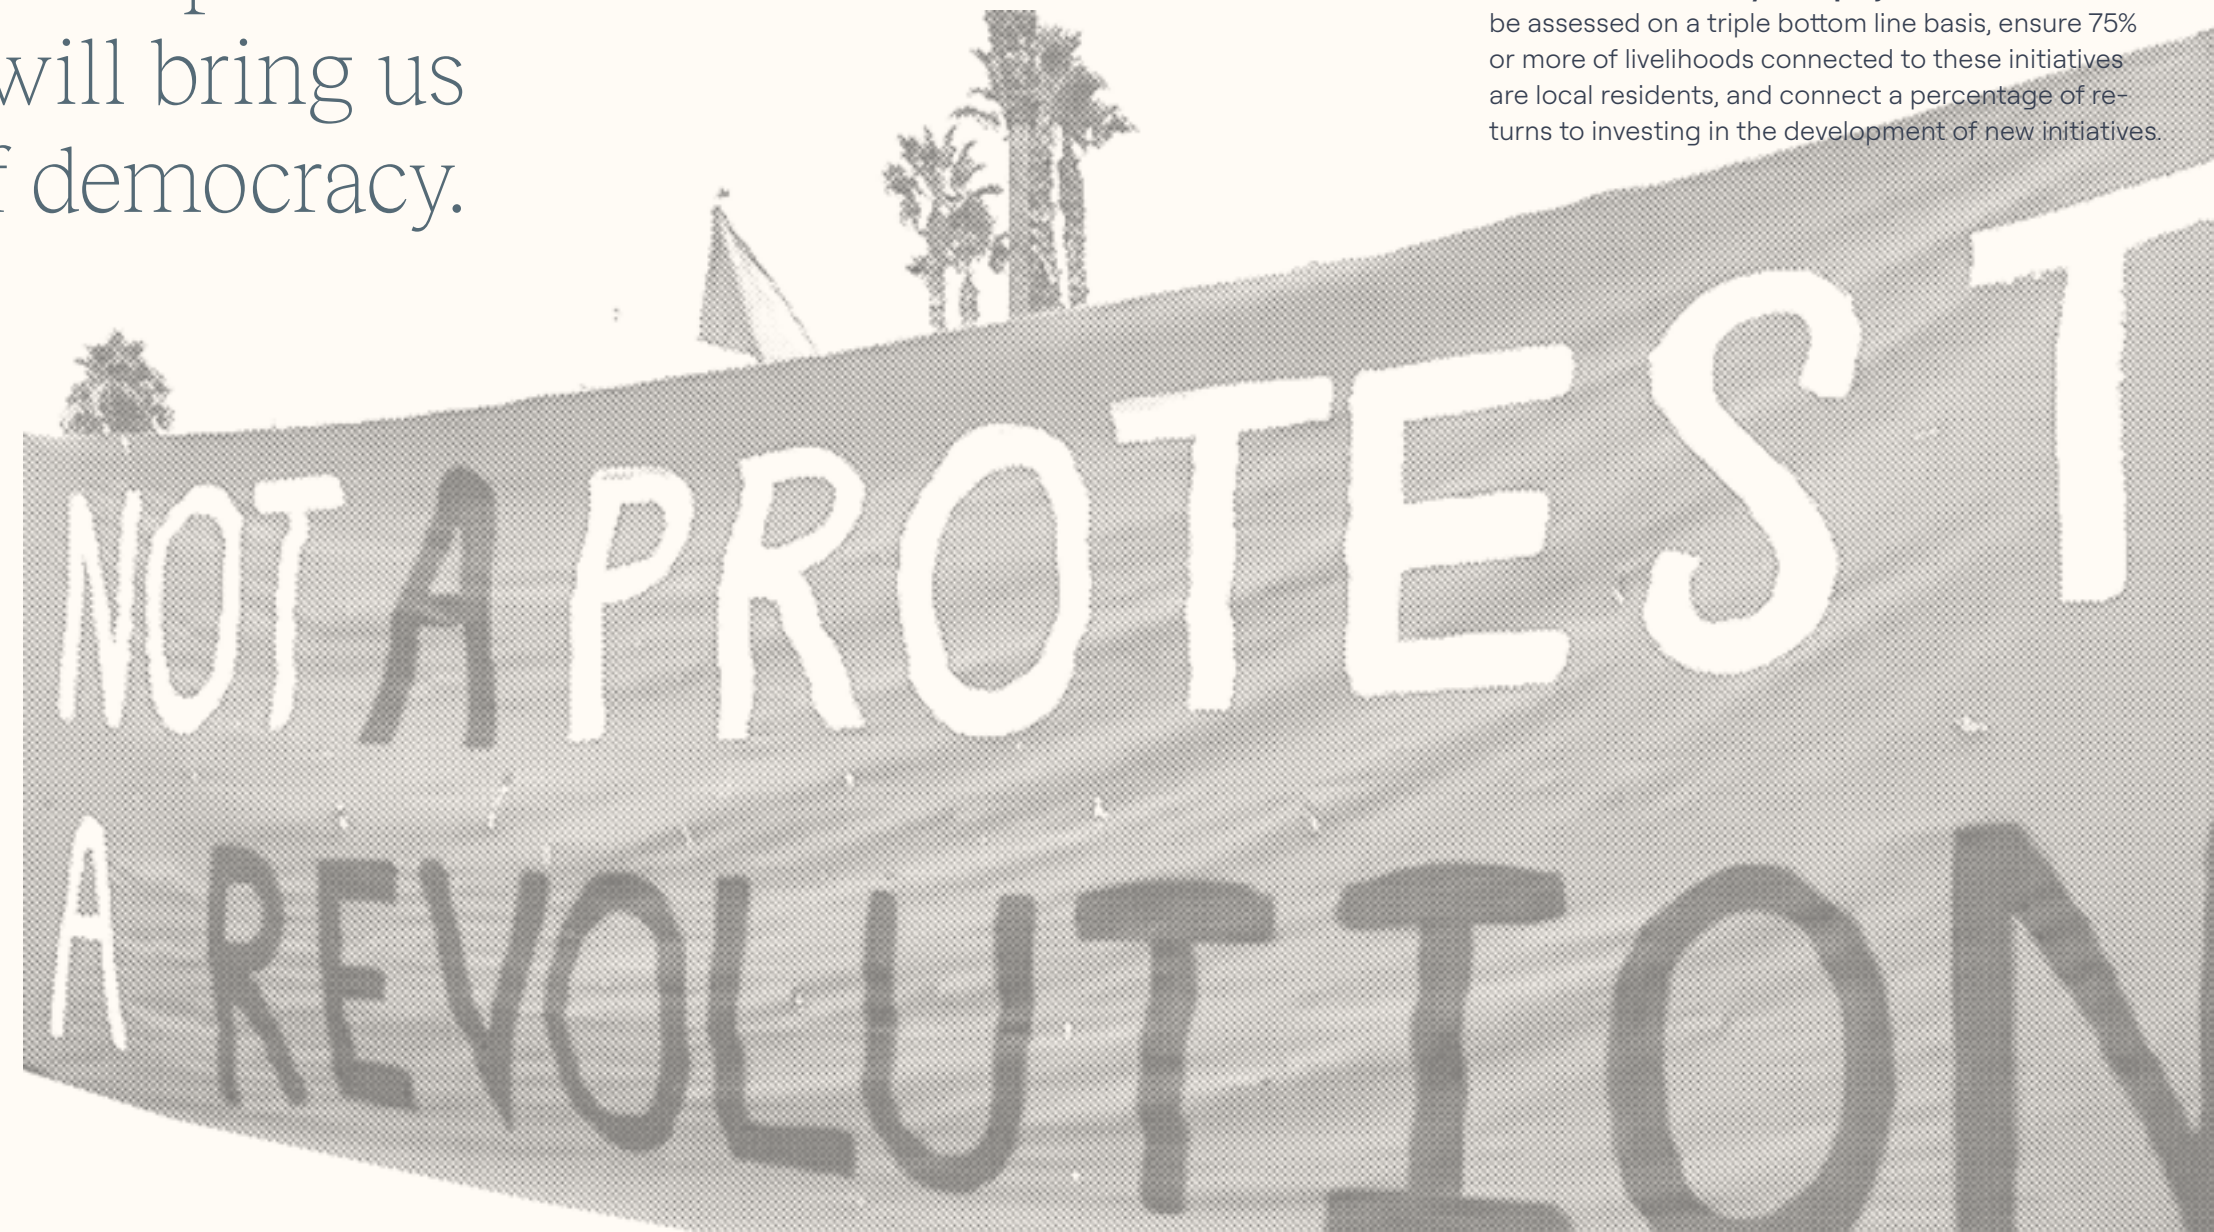 will bring us
democracy.
be assessed on a triple bottom line basis, ensure 75%
or more of livelihoods connected to these initiatives
are local residents, and connect a percentage of re-
turns to investing in the development of new initiatives.
NOT A PROTEST
A REVOLUTION